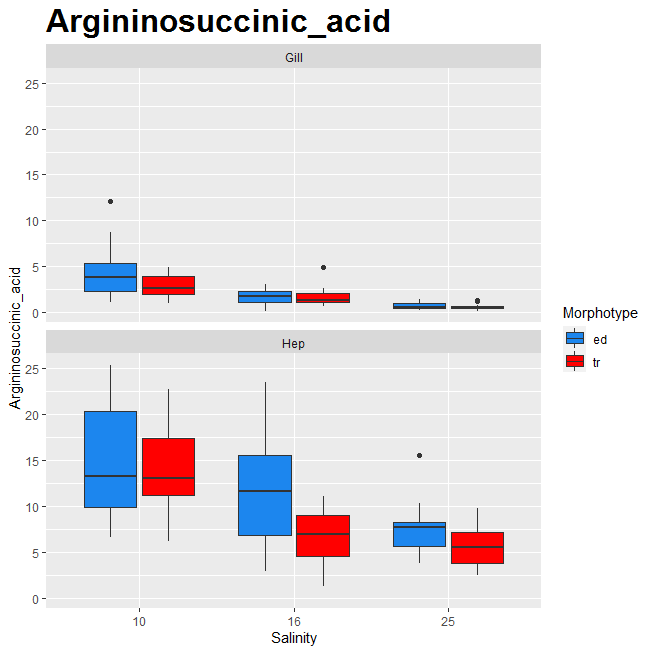 Argininosuccinic_acid
Gill
25
20
15
10
5
0
Hep
25
20
15
10
5
0
10 16 25
Salinity
Argininosuccinic_acid
Morphotype
ed
tr